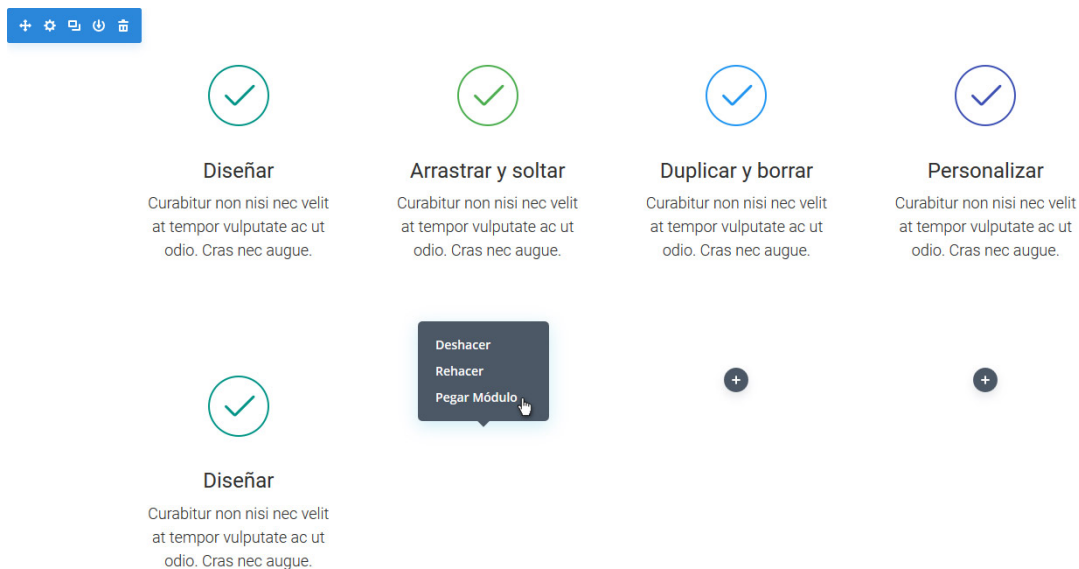 Diseñar
Curabitur non nisi nec velit
at tempor vulputate ac ut
odio. Cras nec augue.
Arrastrar y soltar
Curabitur non nisi nec velit
at tempor vulputate ac ut
odio. Cras nec augue.
Duplicar y borrar
Curabitur non nisi nec velit
at tempor vulputate ac ut
odio. Cras nec augue.
Personalizar
Curabitur non nisi nec velit
at tempor vulputate ac ut
odio. Cras nec augue.
Diseñar
Curabitur non nisi nec velit
at tempor vulputate ac ut
odio. Cras nec augue.
Deshacer
Rehacer
Pegar Módulo